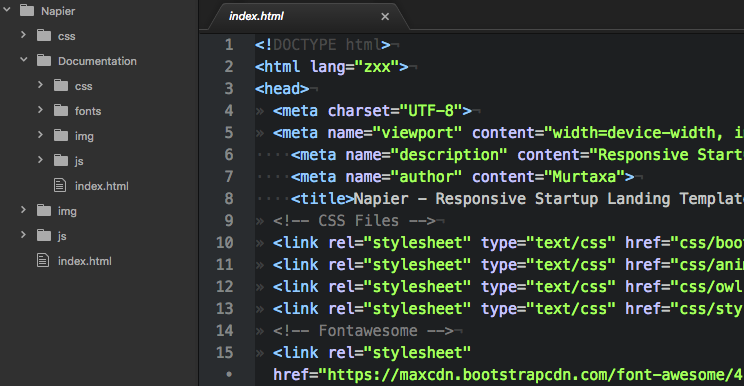 Napier
css
Documentation
css
fonts
img
js
index.html
img
js
index.html
index.html
1 <!DOCTYPE html>
2 <html lang="zxx">
3 <head>
4 <meta charset="UTF-8">
5 <meta name="viewport" content="width=device-width,
6 <meta name="description" content="Responsive
7 <meta name="author" content="Murtaxa">
8 <title>Napier - Responsive Startup Landing
9 <!-- CSS Files -->
10 <link rel="stylesheet" type="text/css" href="css/
11 <link rel="stylesheet" type="text/css" href="css/
12 <link rel="stylesheet" type="text/css" href="css/owl
13 <link rel="stylesheet" type="text/css" href="css/
14 <!-- Fontawesome -->
15 <link rel="stylesheet"
• href="https://maxcdn.bootstrapcdn.com/font-awesome/4